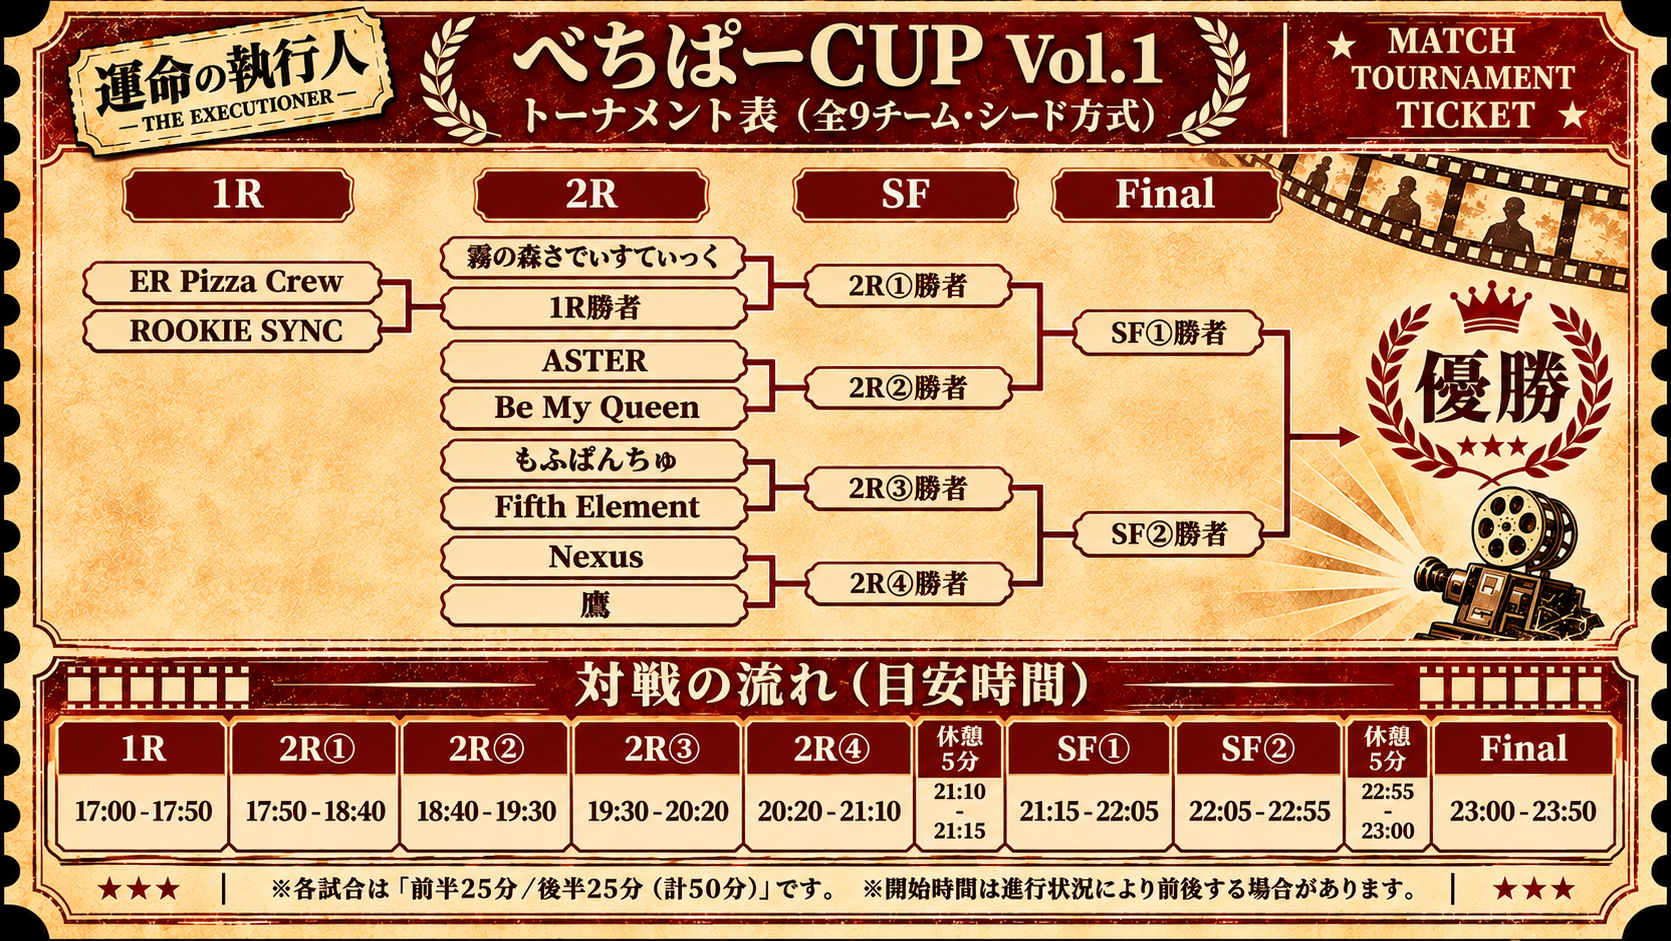 運命の執行人
THE EXECUTIONER
べちぱーCUP Vol.1
トーナメント表（全9チーム・シード方式）
MATCH
TOURNAMENT
TICKET
1R
2R
SF
Final
ER Pizza Crew
ROOKIE SYNC
霧の森さでぃすてぃっく
1R勝者
ASTER
Be My Queen
もふぱんちゅ
Fifth Element
Nexus
鷹
2R①勝者
2R②勝者
2R③勝者
2R④勝者
SF①勝者
SF②勝者
優勝
対戦の流れ（目安時間）
1R
17:00-17:50
2R①
17:50-18:40
2R②
18:40-19:30
2R③
19:30-20:20
2R④
20:20-21:10
休憩
5分
21:10
-
21:15
SF①
21:15-22:05
SF②
22:05-22:55
休憩
5分
22:55
-
23:00
Final
23:00-23:50
※各試合は「前半25分/後半25分（計50分）」です。 ※開始時間は進行状況により前後する場合があります。